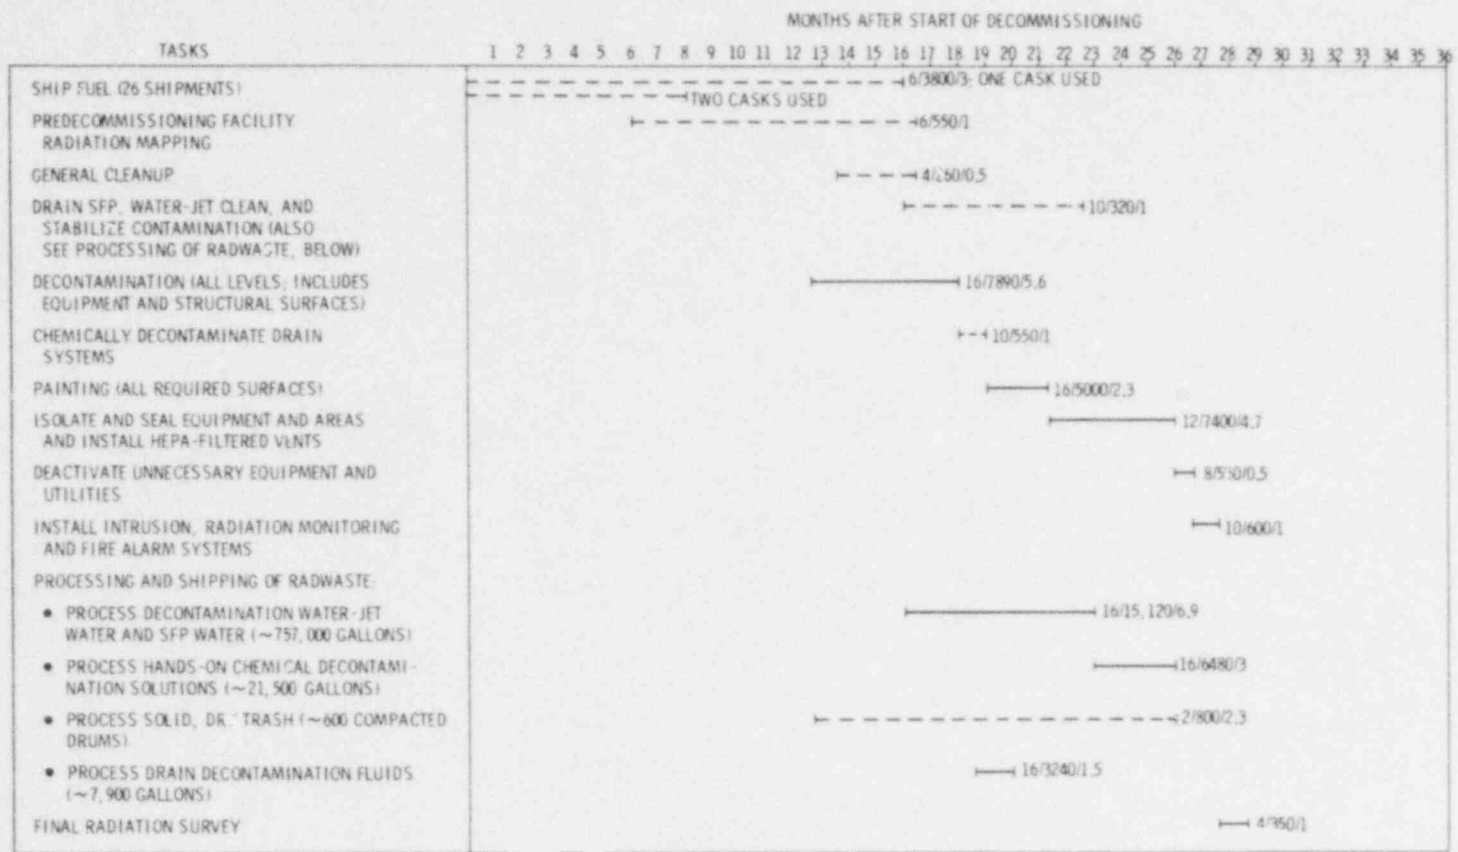 MONTHS AFTER START OF DECOMMISSIONING
TASKS 1 2 3 4 5 6 7 8 9 10 11 12 13 14 15 16 17 18 19 20 21 22 23 24 25 26 27 28 29 30 31 32 33 34 35 36
SHIP FUEL (26 SHIPMENTS) 6/3800/3; ONE CASK USED
TWO CASKS USED
PREDECOMMISSIONING FACILITY 6/550/1
RADIATION MAPPING
GENERAL CLEANUP 4/260/0.5
DRAIN SFP, WATER-JET CLEAN, AND 10/320/1
STABILIZE CONTAMINATION (ALSO
SEE PROCESSING OF RADWASTE, BELOW)
DECONTAMINATION (ALL LEVELS; INCLUDES 16/7890/5.6
EQUIPMENT AND STRUCTURAL SURFACES)
CHEMICALLY DECONTAMINATE DRAIN 10/550/1
SYSTEMS
PAINTING (ALL REQUIRED SURFACES) 16/5000/2.3
ISOLATE AND SEAL EQUIPMENT AND AREAS 12/7400/4.7
AND INSTALL HEPA-FILTERED VENTS
DEACTIVATE UNNECESSARY EQUIPMENT AND 8/550/0.5
UTILITIES
INSTALL INTRUSION, RADIATION MONITORING 10/600/1
AND FIRE ALARM SYSTEMS
PROCESSING AND SHIPPING OF RADWASTE
• PROCESS DECONTAMINATION WATER-JET 16/15,120/6.9
WATER AND SFP WATER (~757,000 GALLONS)
• PROCESS HANDS-ON CHEMICAL DECONTAMI- 16/6480/3
NATION SOLUTIONS (~21,500 GALLONS)
• PROCESS SOLID, TRASH (~600 COMPACTED 2/800/2.3
DRUMS)
• PROCESS DRAIN DECONTAMINATION FLUIDS 16/3240/1.5
(~7,900 GALLONS)
FINAL RADIATION SURVEY 4/350/1